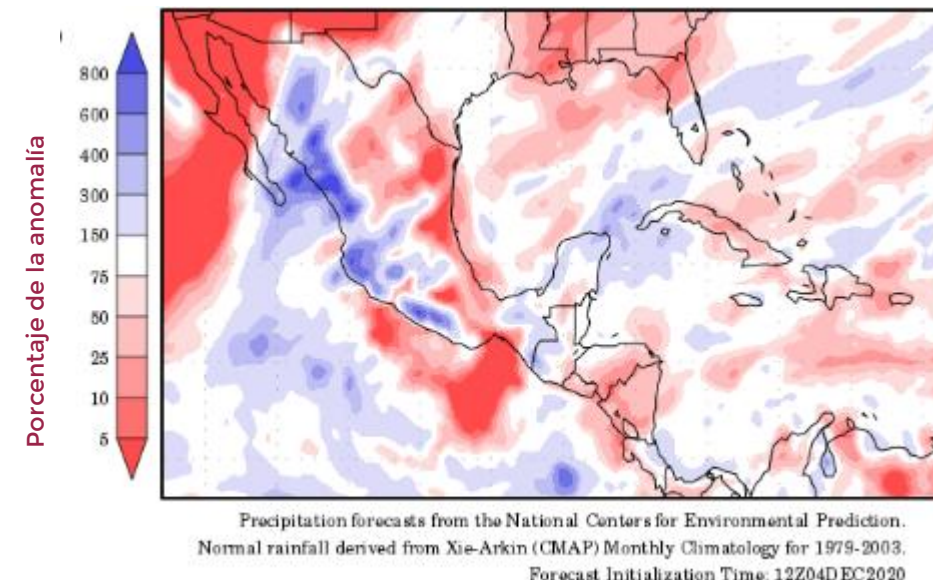 Porcentaje de la anomalía
800
600
400
300
150
75
50
25
10
5
Precipitation forecasts from the National Centers for Environmental Prediction.
Normal rainfall derived from Xie-Arkin (CMAP) Monthly Climatology for 1979-2003.
Forecast Initialization Time: 12Z04DEC2020